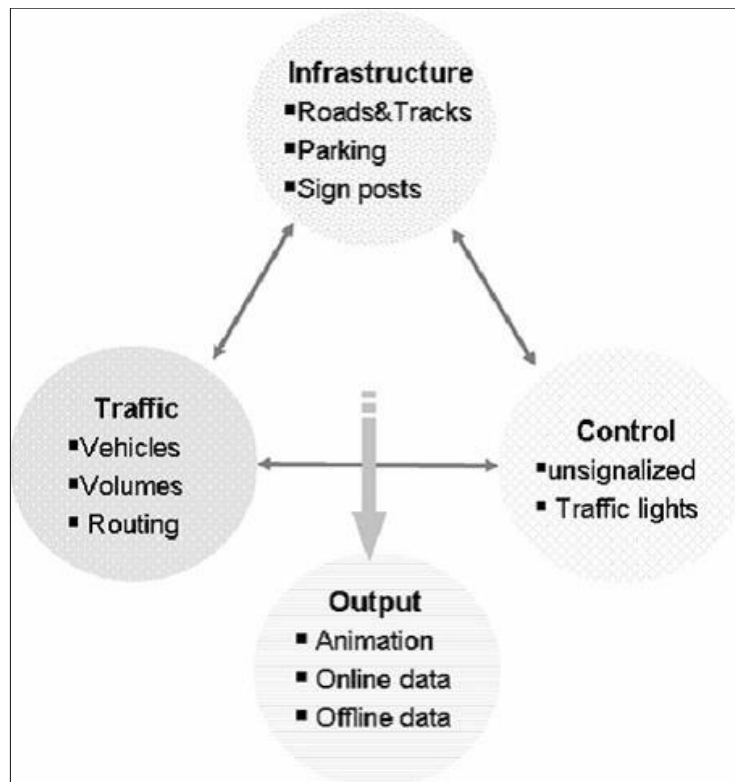 Infrastructure
▪Roads&Tracks
▪Parking
▪Sign posts
Traffic
▪Vehicles
▪Volumes
▪ Routing
Control
▪unsignalized
▪ Traffic lights
Output
▪ Animation
▪ Online data
▪ Offline data